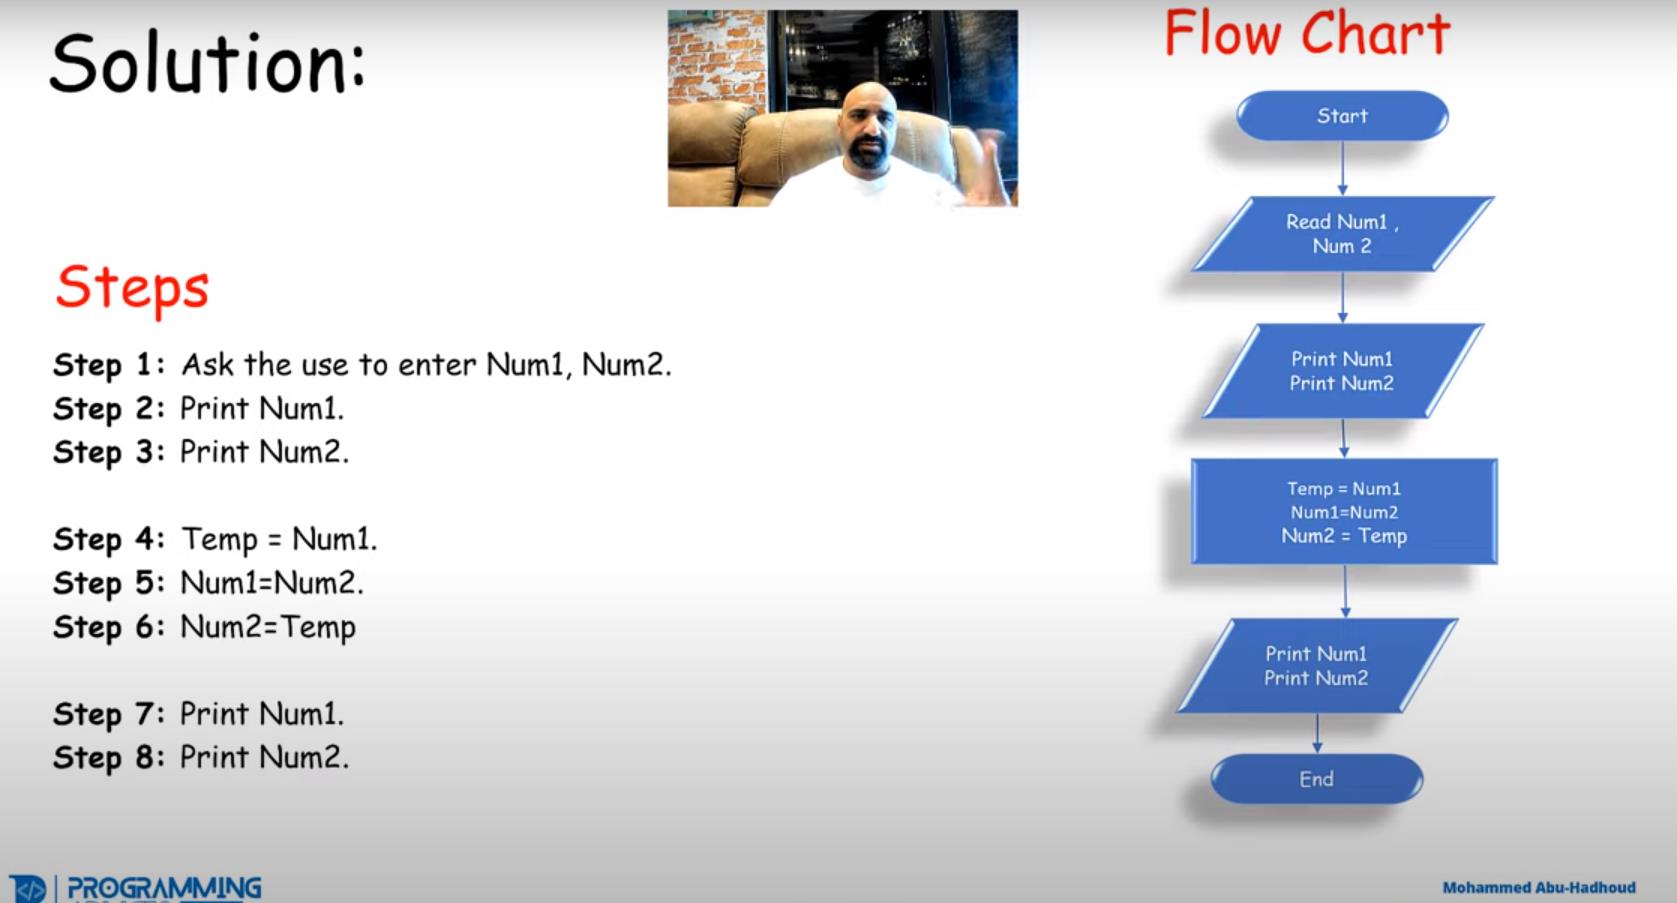 Solution:
Steps
Step 1: Ask the use to enter Num1, Num2.
Step 2: Print Num1.
Step 3: Print Num2.
Step 4: Temp = Num1.
Step 5: Num1=Num2.
Step 6: Num2=Temp
Step 7: Print Num1.
Step 8: Print Num2.
Flow Chart
Start
Read Num1 ,
Num 2
Print Num1
Print Num2
Temp = Num1
Num1=Num2
Num2 = Temp
Print Num1
Print Num2
End
PROGRAMMING
Mohammed Abu-Hadhoud